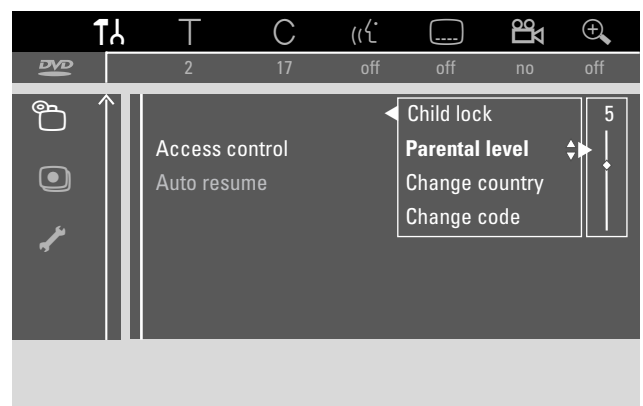 T C
DVD 2 17 off off no off
Child lock 5
Access control Parental level
Auto resume Change country
Change code